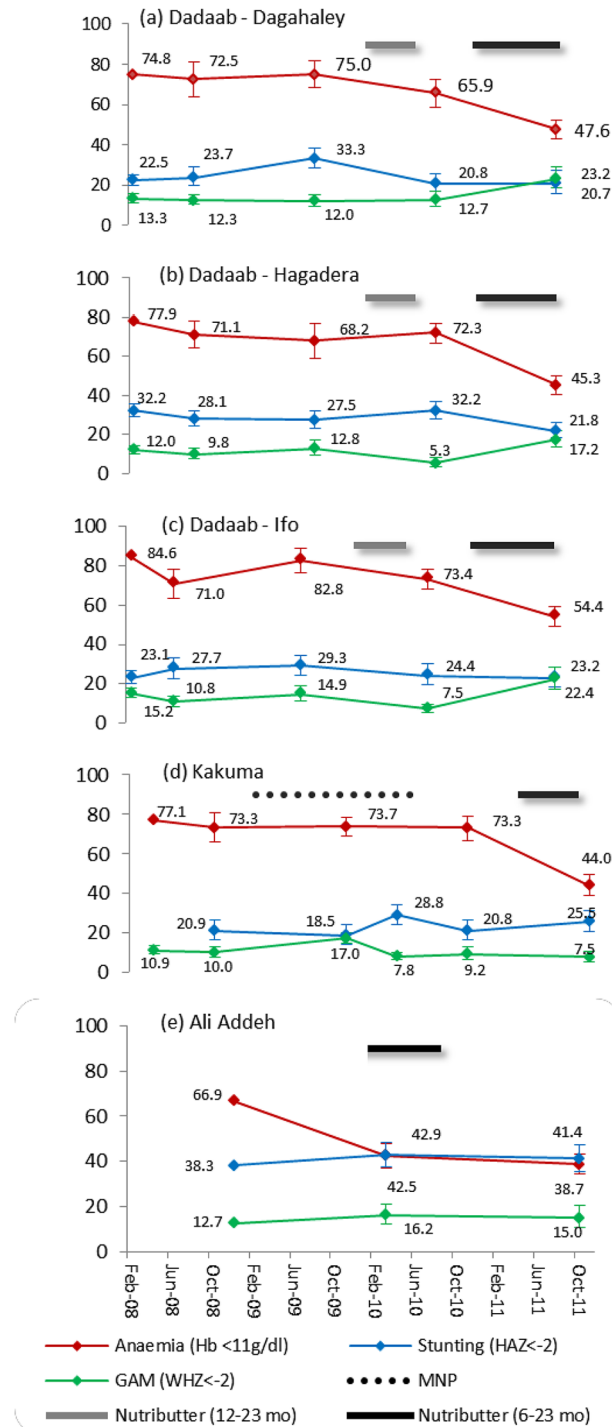 (a) Dadaab - Dagahaley
100
80
60
40
20
0
74.8 72.5 75.0 65.9 47.6
22.5 23.7 33.3 20.8 23.2
20.7
13.3 12.3 12.0 12.7
(b) Dadaab - Hagadera
100
80
60
40
20
0
77.9 71.1 68.2 72.3 45.3
32.2 28.1 27.5 32.2 21.8
12.0 9.8 12.8 5.3 17.2
(c) Dadaab - Ifo
100
80
60
40
20
0
84.6 71.0 82.8 73.4 54.4
23.1 27.7 29.3 24.4 23.2
15.2 10.8 14.9 7.5 22.4
(d) Kakuma
100
80
60
40
20
0
77.1 73.3 73.7 73.3 44.0
20.9 18.5 28.8 20.8 25.5
10.9 10.0 17.0 7.8 9.2 7.5
(e) Ali Addeh
100
80
60
40
20
0
66.9 42.5 38.7
38.3 42.9 41.4
12.7 16.2 15.0
Feb-08
Jun-08
Oct-08
Feb-09
Jun-09
Oct-09
Feb-10
Jun-10
Oct-10
Feb-11
Jun-11
Oct-11
Anaemia (Hb <11g/dl) Stunting (HAZ<-2)
GAM (WHZ<-2) MNP
Nutributter (12-23 mo) Nutributter (6-23 mo)